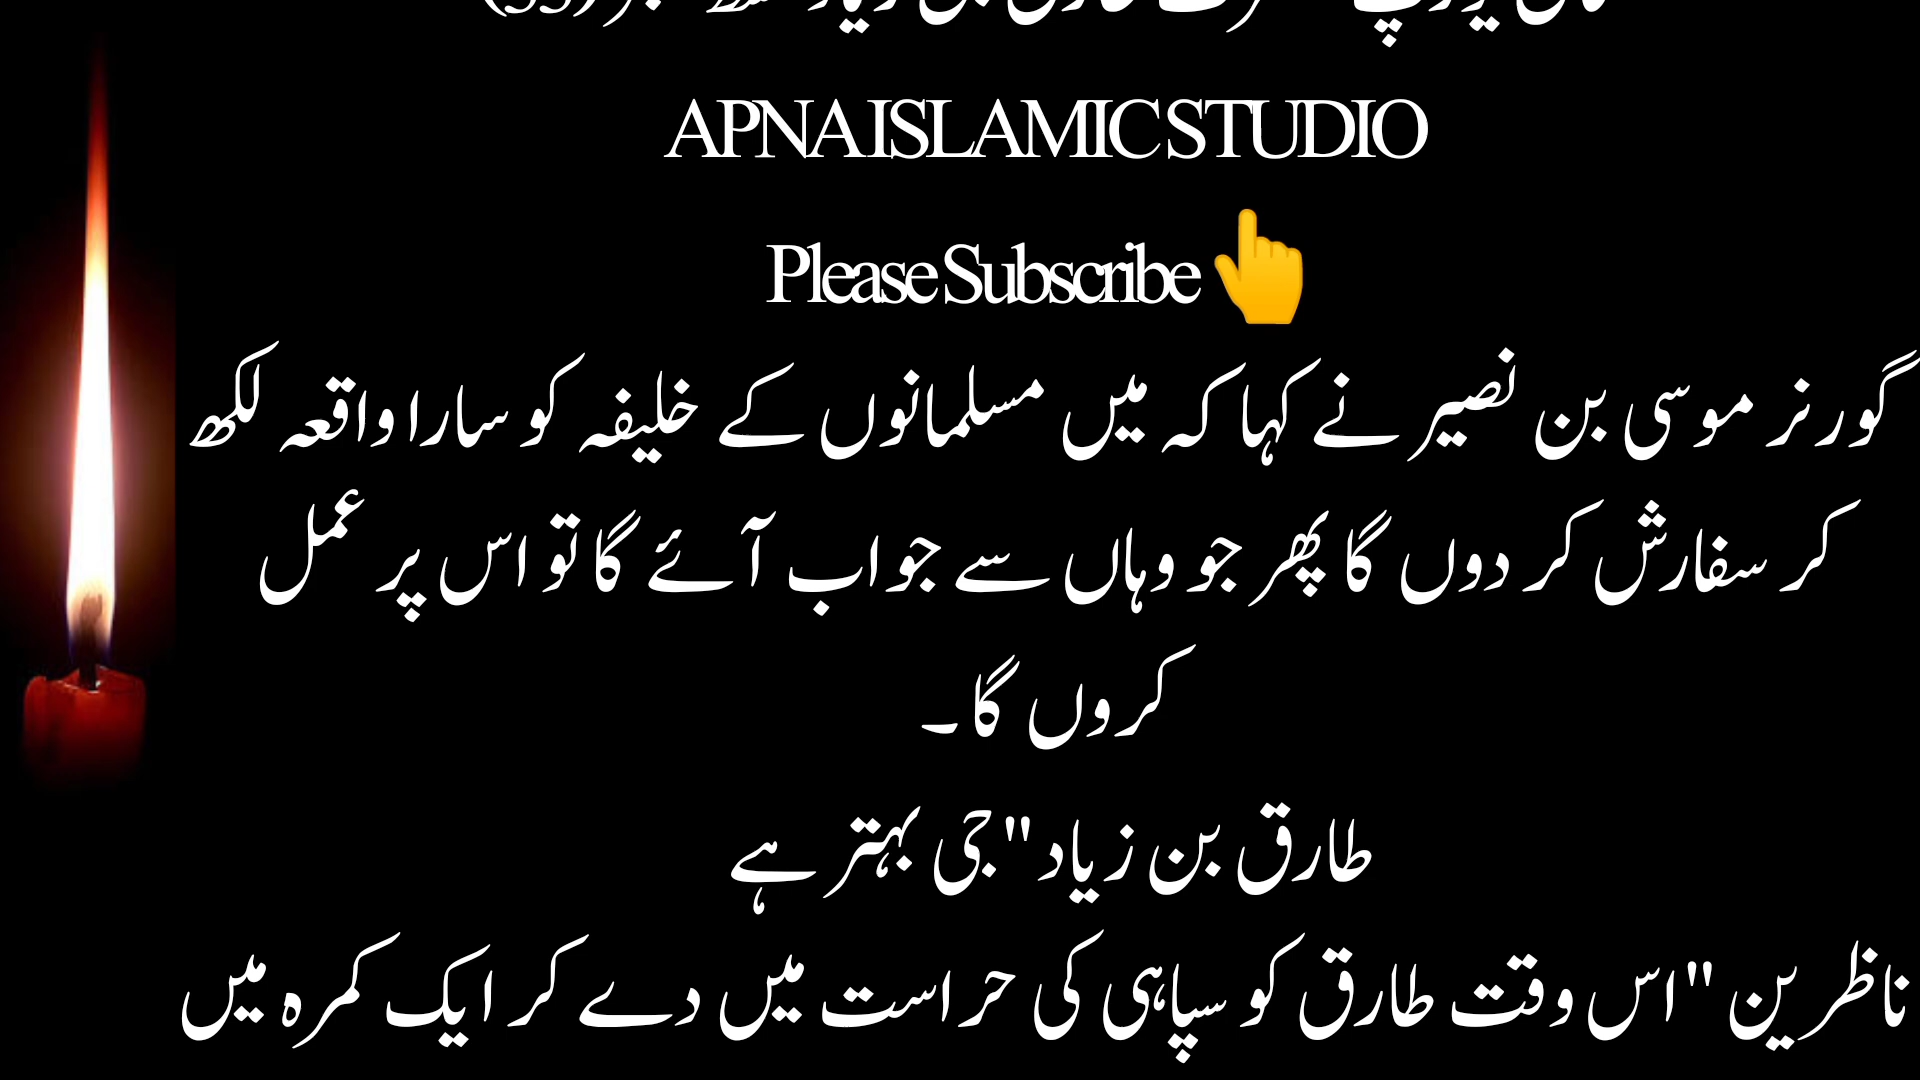 (33)
APNA ISLAMIC STUDIO
Please Subscribe 👆
گورنر موسی بن نصیر نے کہا کہ میں مسلمانوں کے خلیفہ کو سارا واقعہ لکھ
کر سفارش کر دوں گا پھر جو وہاں سے جواب آئے گا تو اس پر عمل
کروں گا۔
طارق بن زیاد"جی بہتر ہے
ناظرین "اس وقت طارق کو سپاہی کی حراست میں دے کر ایک کمرہ میں